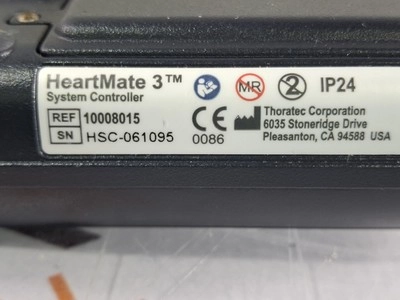 HeartMate 3™
System Controller
REF 10008015
SN HSC-061095
MR
2
IP24
CE
0086
Thoratec Corporation
6035 Stoneridge Drive
Pleasanton, CA 94588 USA